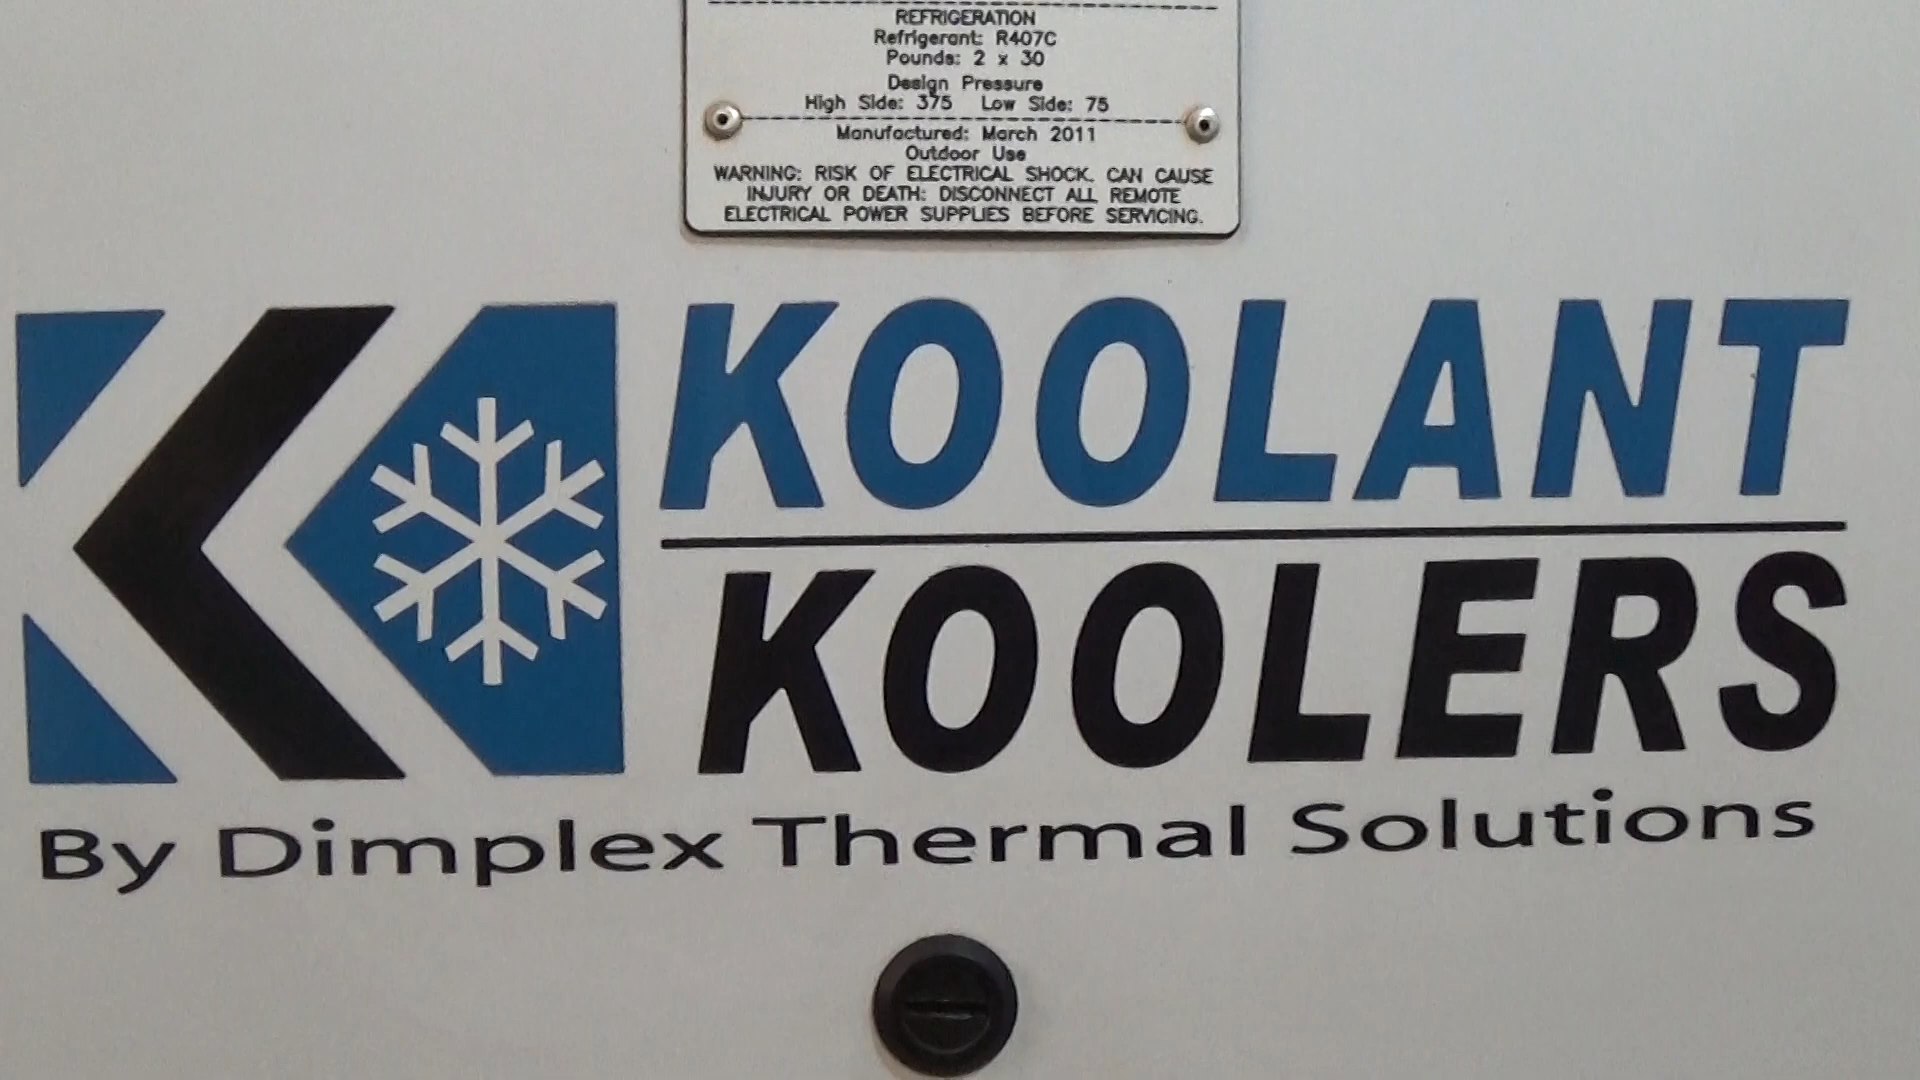 REFRIGERATION
Refrigerant: R407C
Pounds: 2 x 30
Design Pressure
High Side: 375 Low Side: 75
Manufactured: March 2011
Outdoor Use
WARNING: RISK OF ELECTRICAL SHOCK. CAN CAUSE
INJURY OR DEATH: DISCONNECT ALL REMOTE
ELECTRICAL POWER SUPPLIES BEFORE SERVICING.
KOOLANT
KOOLERS
By Dimplex Thermal Solutions